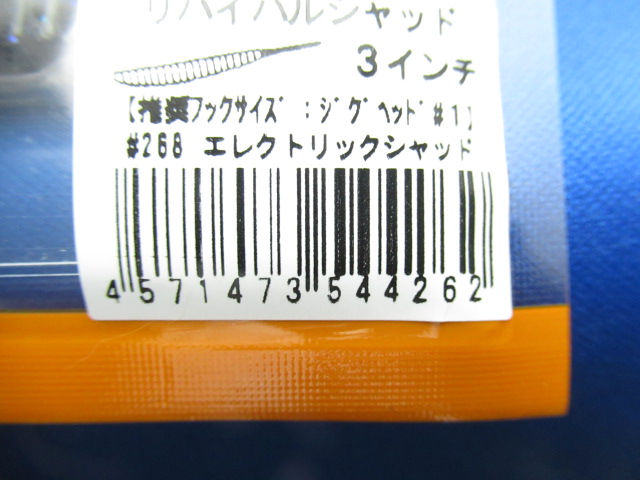 リバイバルシャッド
3インチ
【推奨フックサイズ:ジグヘッド#1】
#268 エレクトリックシャッド
4571473544262